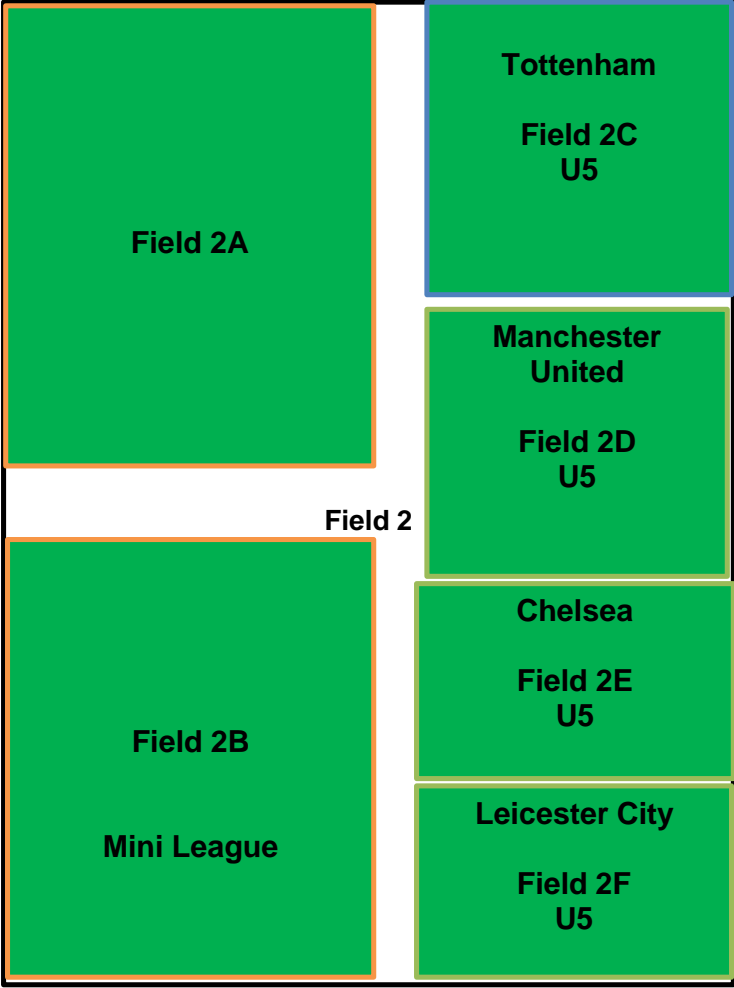 Field 2A
Tottenham
Field 2C
U5
Manchester
United
Field 2D
U5
Field 2
Field 2B
Mini League
Chelsea
Field 2E
U5
Leicester City
Field 2F
U5